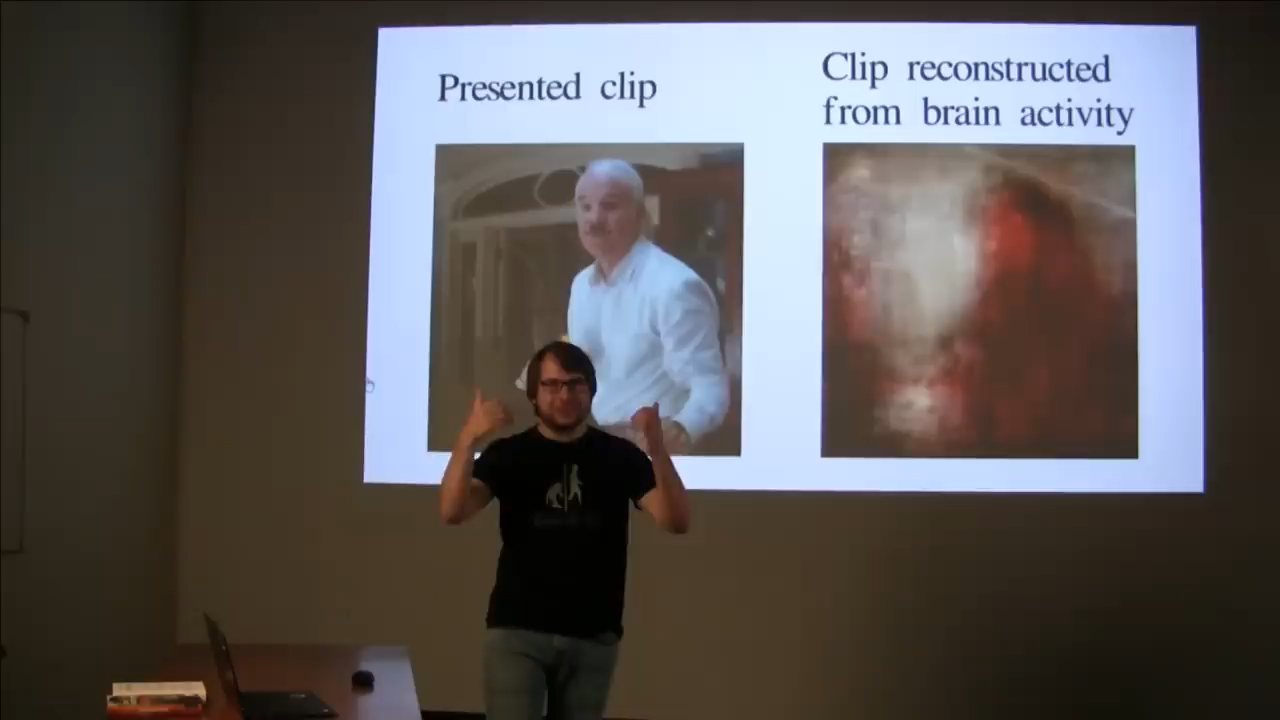 Presented clip
Clip reconstructed
from brain activity